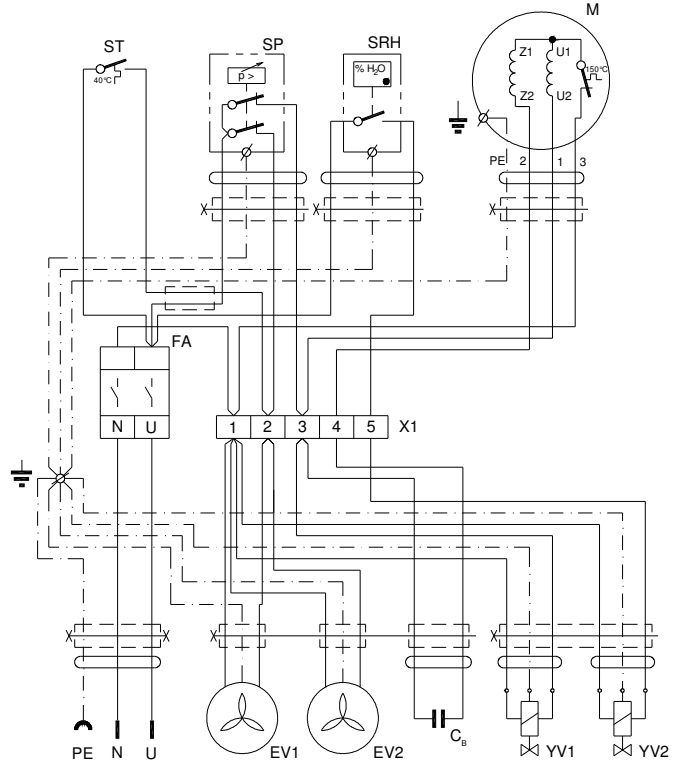 M
ST
SP
SRH
40°C
p >
% H2O
Z1
U1
150°C
Z2
U2
PE
2
1
3
FA
N
U
1
2
3
4
5
X1
PE
N
U
EV1
EV2
CB
YV1
YV2